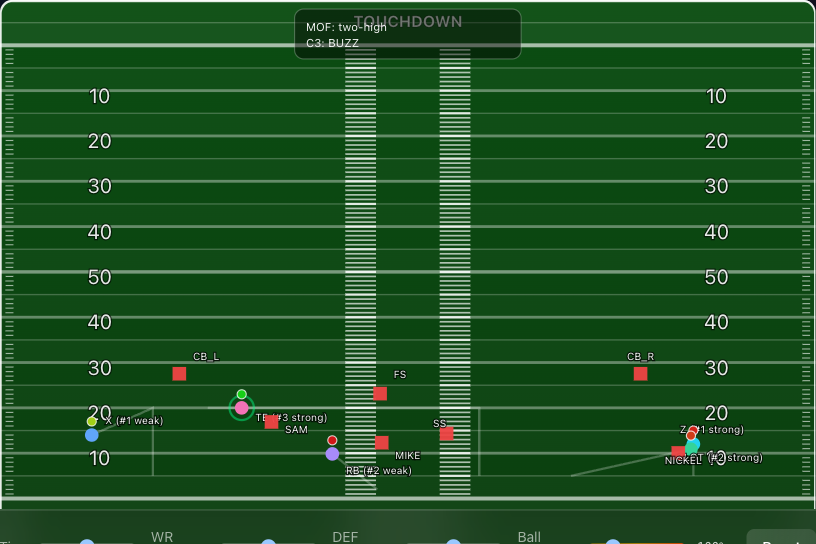 TOUCHDOWN
MOF: two-high
C3: BUZZ
10 10
20 20
30 30
40 40
50 50
40 40
CB_L CB_R
30 30
FS
20 X (#1 weak) TE (#3 strong) 20
SAM SS Z (#1 strong)
10 MIKE NICKEL (#2 strong) 10
RB (#2 weak)
WR DEF Ball